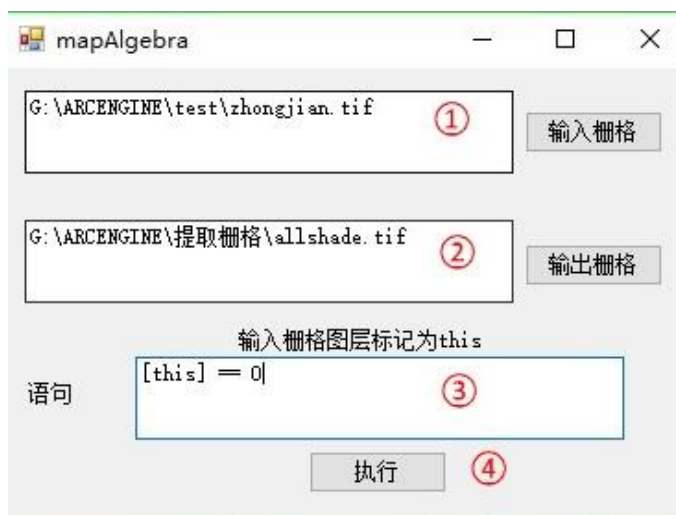 mapAlgebra
G:\ARCENGINE\test\zhongjian.tif ①
输入栅格
G:\ARCENGINE\提取栅格\allshade.tif ②
输出栅格
输入栅格图层标记为this
语句
[this] == 0 ③
执行 ④